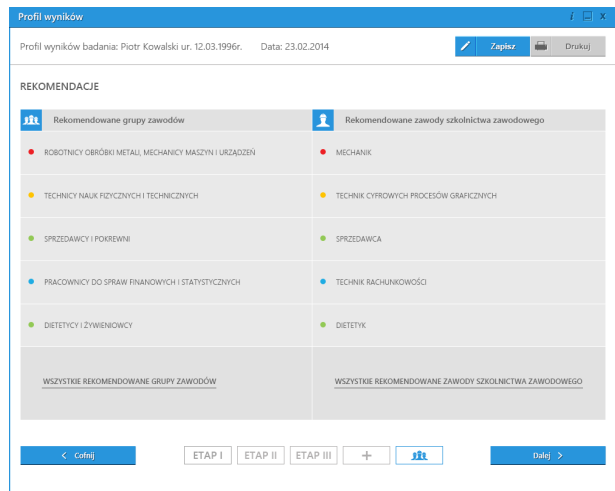 Profil wyników
i
x
Profil wyników badania: Piotr Kowalski ur. 12.03.1996r. Data: 23.02.2014
Zapisz
Drukuj
REKOMENDACJE
Rekomendowane grupy zawodów
Rekomendowane zawody szkolnictwa zawodowego
ROBOTNICY OBRÓBKI METALI, MECHANICY MASZYN I URZĄDZEŃ
MECHANIK
TECHNICY NAUK FIZYCZNYCH I TECHNICZNYCH
TECHNIK CYFROWYCH PROCESÓW GRAFICZNYCH
SPRZEDAWCY I POKREWNI
SPRZEDAWCA
PRACOWNICY DO SPRAW FINANOWYCH I STATYSTYCZNYCH
TECHNIK RACHUNKOWOŚCI
DIETETYCY I ŻYWIENIOWCY
DIETETYK
WSZYSTKIE REKOMENDOWANE GRUPY ZAWODÓW
WSZYSTKIE REKOMENDOWANE ZAWODY SZKOLNICTWA ZAWODOWEGO
< Cofnij
ETAP I
ETAP II
ETAP III
+
Dalej >